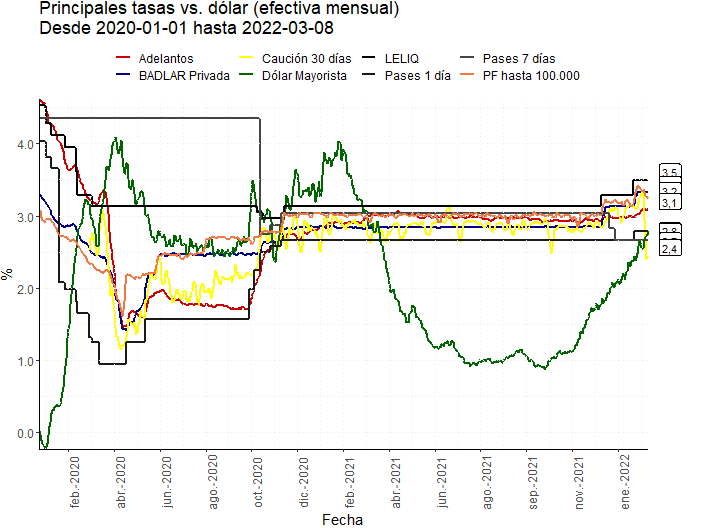 Principales tasas vs. dólar (efectiva mensual)
Desde 2020-01-01 hasta 2022-03-08
Adelantos Caución 30 días LELIQ Pases 7 días
BADLAR Privada Dólar Mayorista Pases 1 día PF hasta 100.000
4.0
3.0
2.0
1.0
0.0
%
3,5
3,2
3,1
2,8
2,4
feb.-2020 abr.-2020 jun.-2020 ago.-2020 oct.-2020 dic.-2020 feb.-2021 abr.-2021 jun.-2021 ago.-2021 sep.-2021 nov.-2021 ene.-2022
Fecha